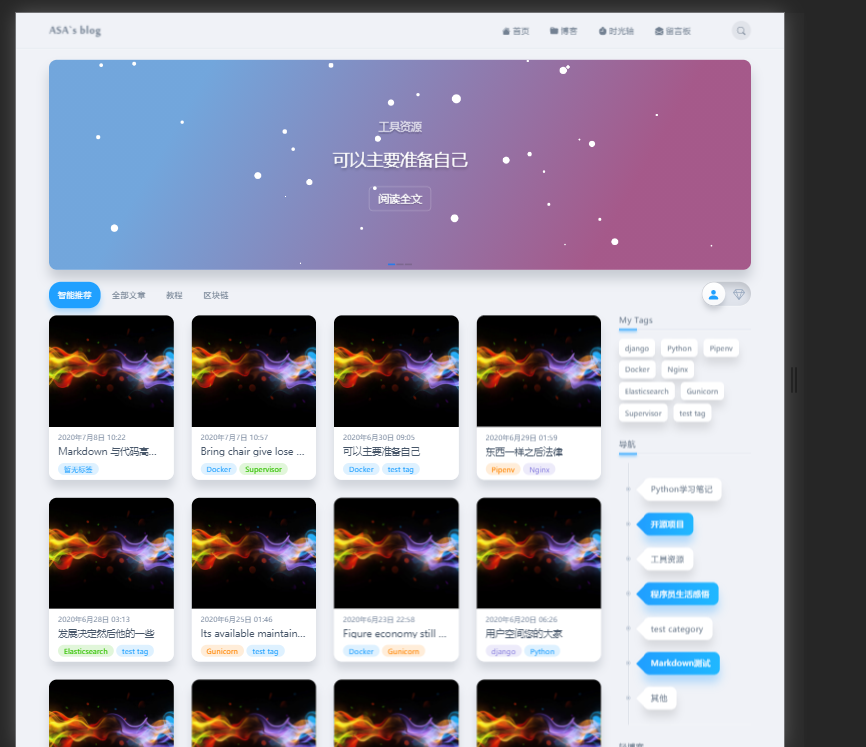 ASA`s blog
首页 博客 时光轴 留言板
工具资源
可以主要准备自己
阅读全文
智能推荐 全部文章 教程 区块链
My Tags
django Python Pipenv
Docker Nginx
Elasticsearch Gunicorn
Supervisor test tag
2020年7月8日 10:22
Markdown 与代码高...
暂无标签
2020年7月7日 10:57
Bring chair give lose ...
Docker Supervisor
2020年6月30日 09:05
可以主要准备自己
Docker test tag
2020年6月29日 01:59
东西一样之后法律
Pipenv Nginx
导航
Python学习笔记
开源项目
工具资源
程序员生活感悟
test category
Markdown测试
其他
2020年6月28日 03:13
发展决定然后他的一些
Elasticsearch test tag
2020年6月25日 01:46
Its available maintain...
Gunicorn test tag
2020年6月23日 22:58
Figure economy still ...
Docker Gunicorn
2020年6月20日 06:26
用户空间您的大家
django Python